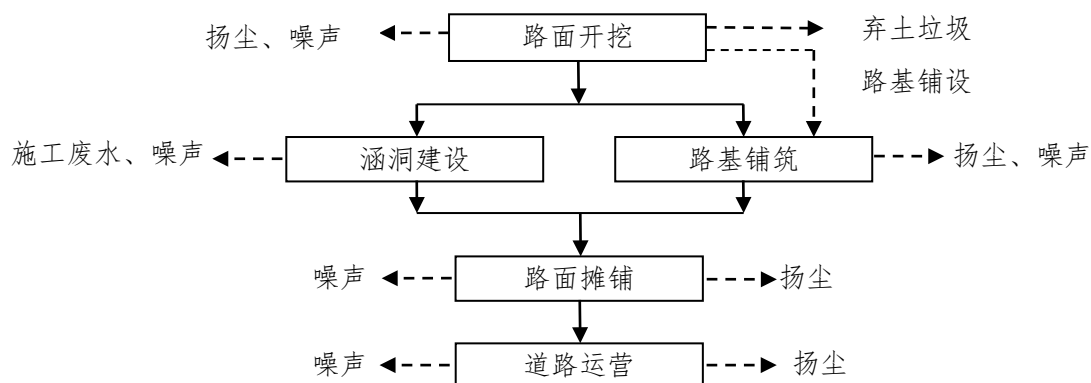 扬尘、噪声
路面开挖
弃土垃圾
路基铺设
施工废水、噪声
涵洞建设
路基铺筑
扬尘、噪声
噪声
路面摊铺
扬尘
噪声
道路运营
扬尘